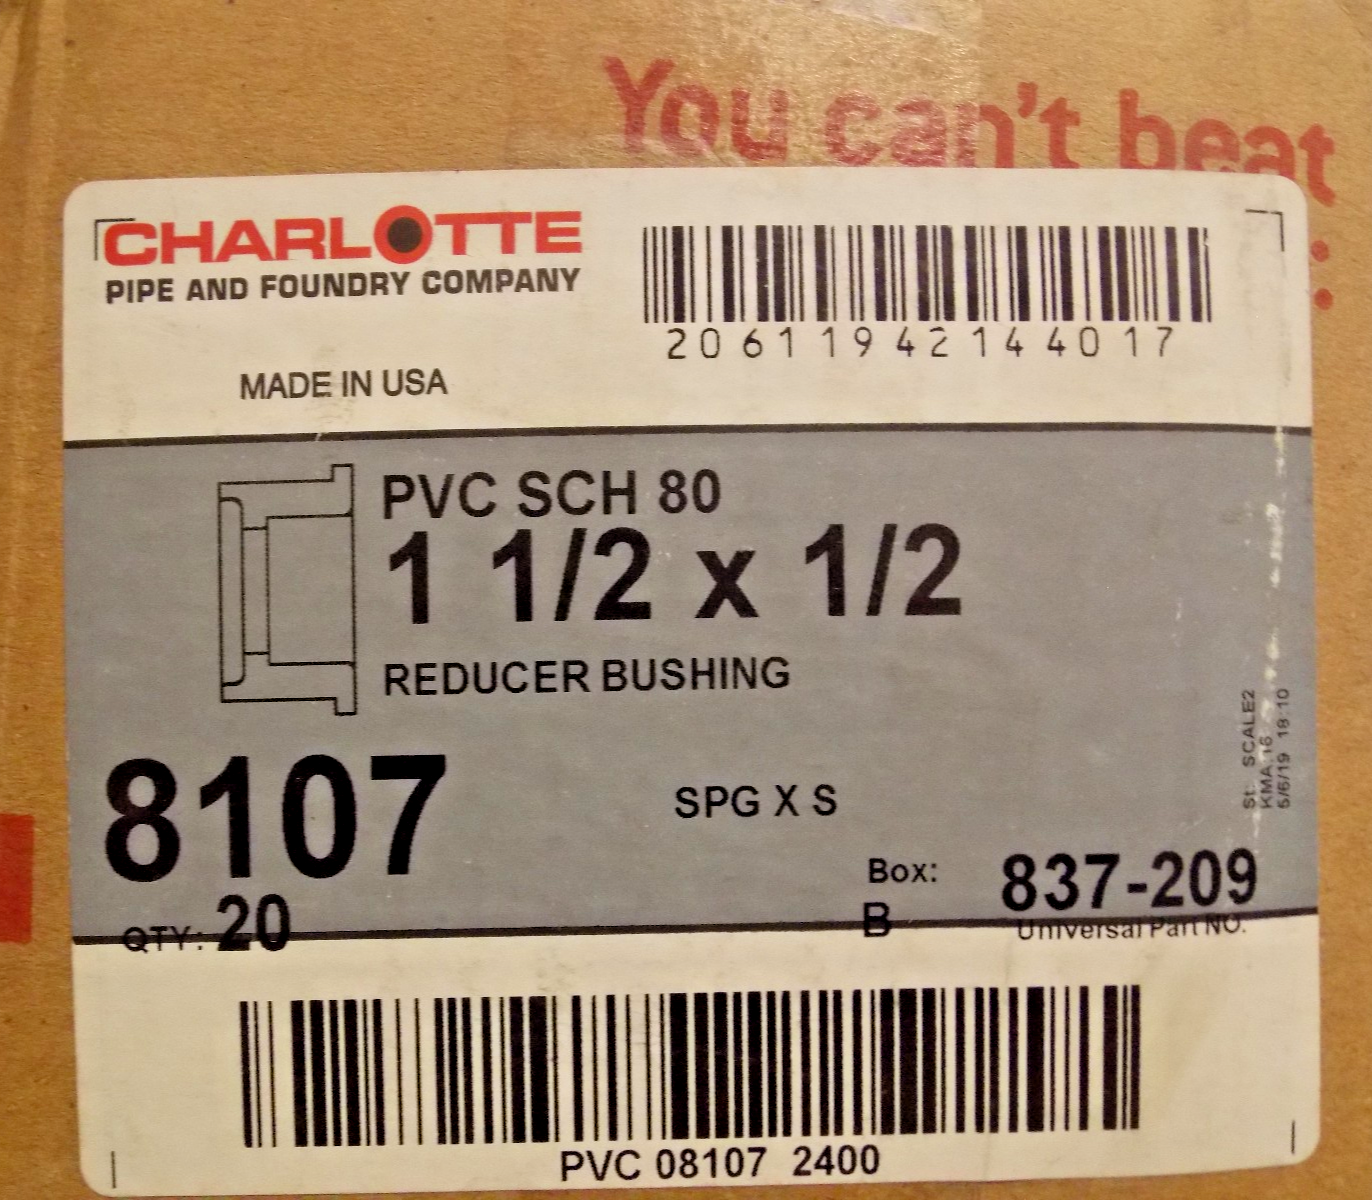 You can't beat
CHARLOTTE
PIPE AND FOUNDRY COMPANY
20611942144017
MADE IN USA
PVC SCH 80
1 1/2 x 1/2
REDUCER BUSHING
8107
SPG X S
St: SCALE2
KMA 16
5/6/19 18:10
QTY: 20
Box: B
837-209
Universal Part NO.
PVC 08107 2400